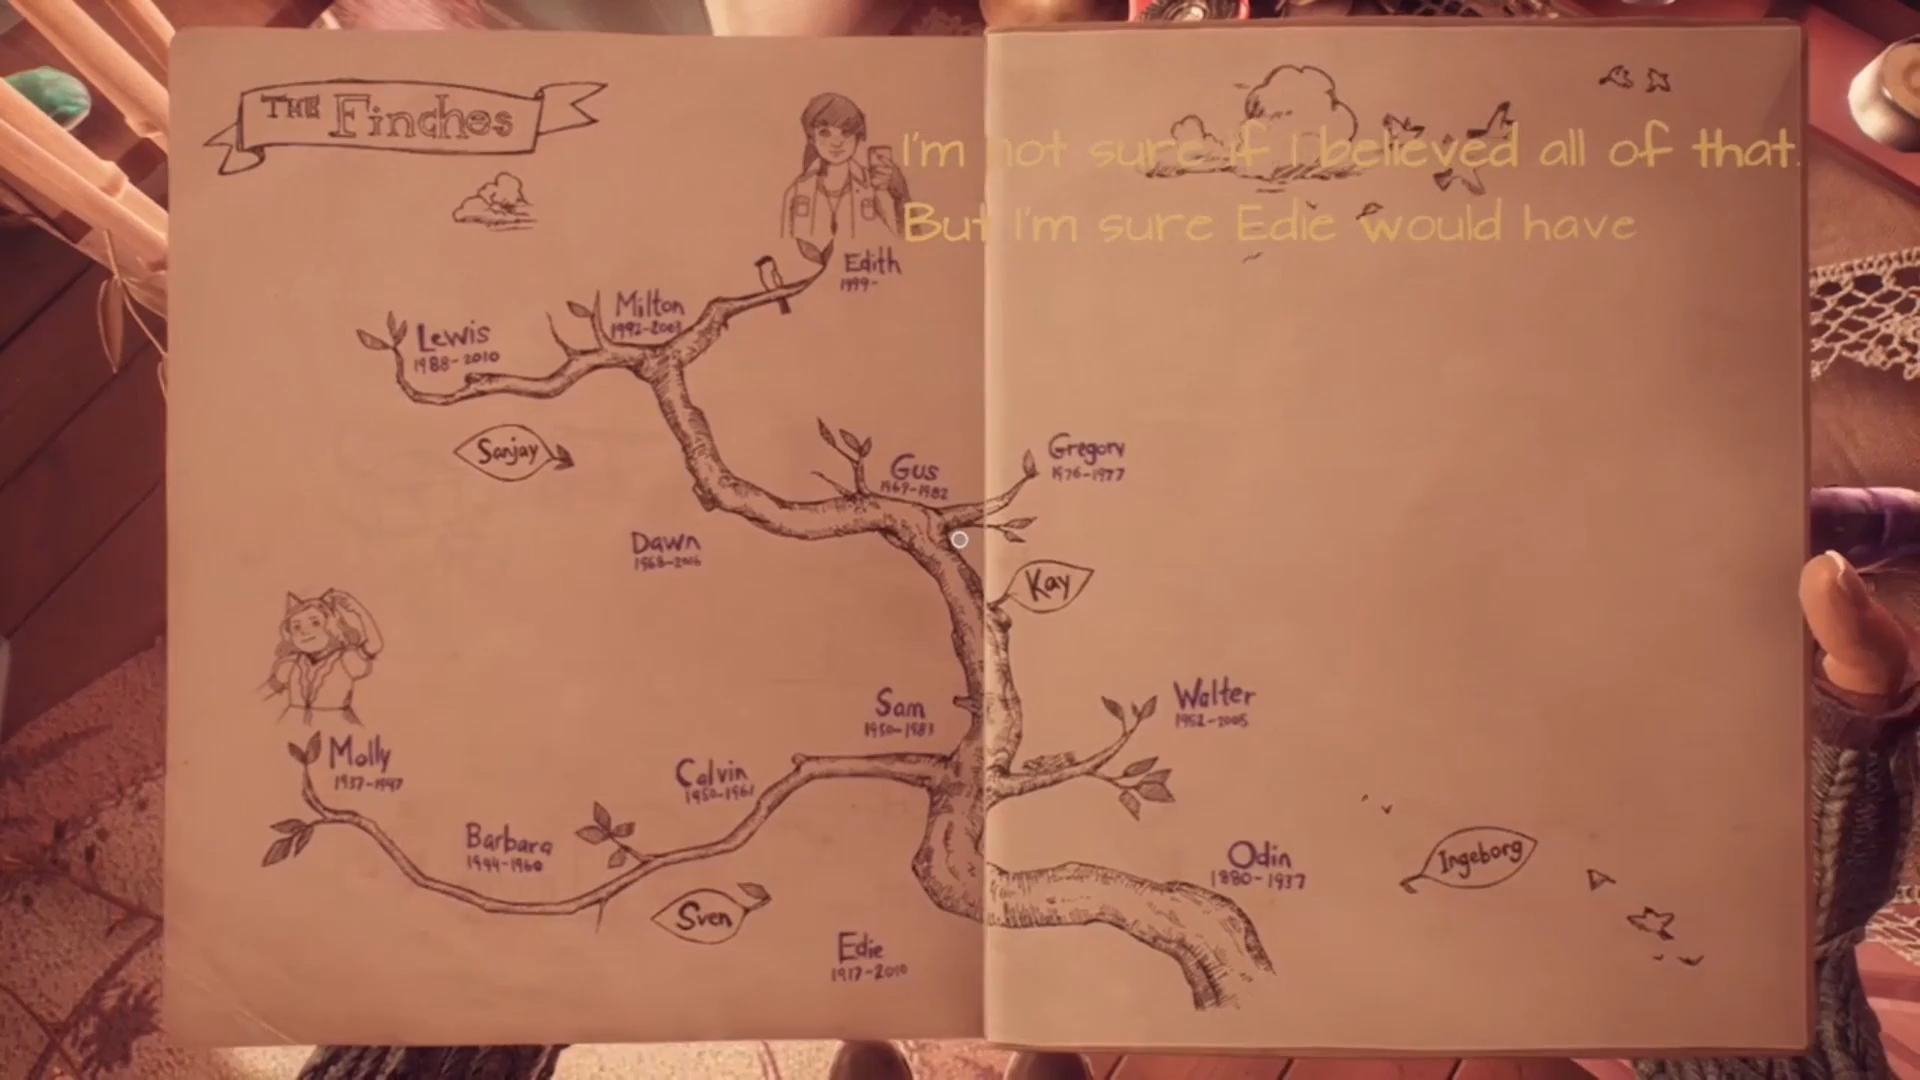 THE Finches
I'm not sure if I believed all of that.
But I'm sure Edie would have
Edith
1999-
Milton
1992-2003
Lewis
1988-2010
Sanjay
Gregory
1976-1977
Gus
1969-1982
Dawn
1968-2016
Kay
Sam
1950-1983
Walter
1952-2005
Molly
1937-1947
Calvin
1950-1961
Barbara
1944-1960
Sven
Odin
1880-1937
Ingeborg
Edie
1917-2010